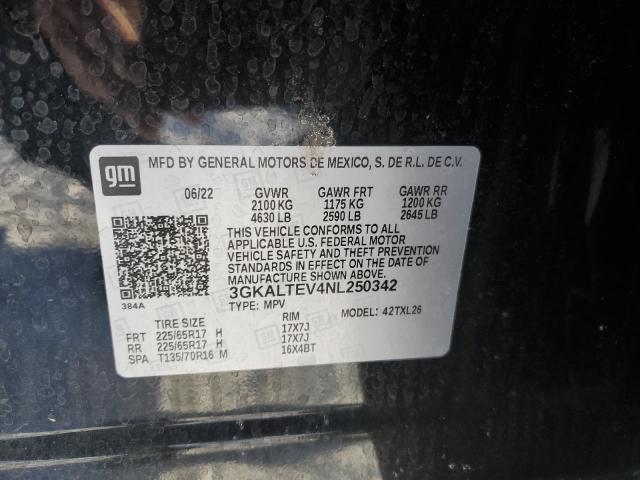 gm
MFD BY GENERAL MOTORS DE MEXICO, S. DE R.L. DE C.V.
06/22 GVWR GAWR FRT GAWR RR
2100 KG 1175 KG 1200 KG
4630 LB 2590 LB 2645 LB
THIS VEHICLE CONFORMS TO ALL
APPLICABLE U.S. FEDERAL MOTOR
VEHICLE SAFETY AND THEFT PREVENTION
STANDARDS IN EFFECT ON THE DATE OF
MANUFACTURE SHOWN ABOVE.
3GKALTEV4NL250342
384A
TYPE: MPV MODEL: 42TXL26
TIRE SIZE RIM
FRT 225/65R17 H 17X7J
RR 225/65R17 H 17X7J
SPA T135/70R16 M 16X4BT